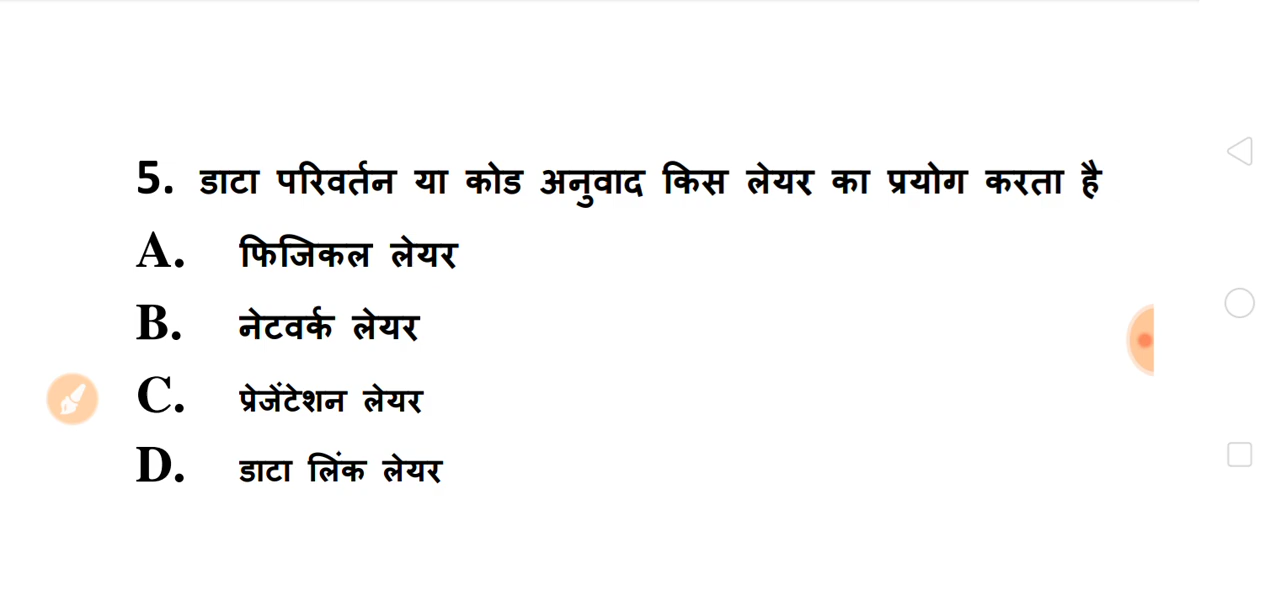 5. डाटा परिवर्तन या कोड अनुवाद किस लेयर का प्रयोग करता है
A. फिजिकल लेयर
B. नेटवर्क लेयर
C. प्रेजेंटेशन लेयर
D. डाटा लिंक लेयर